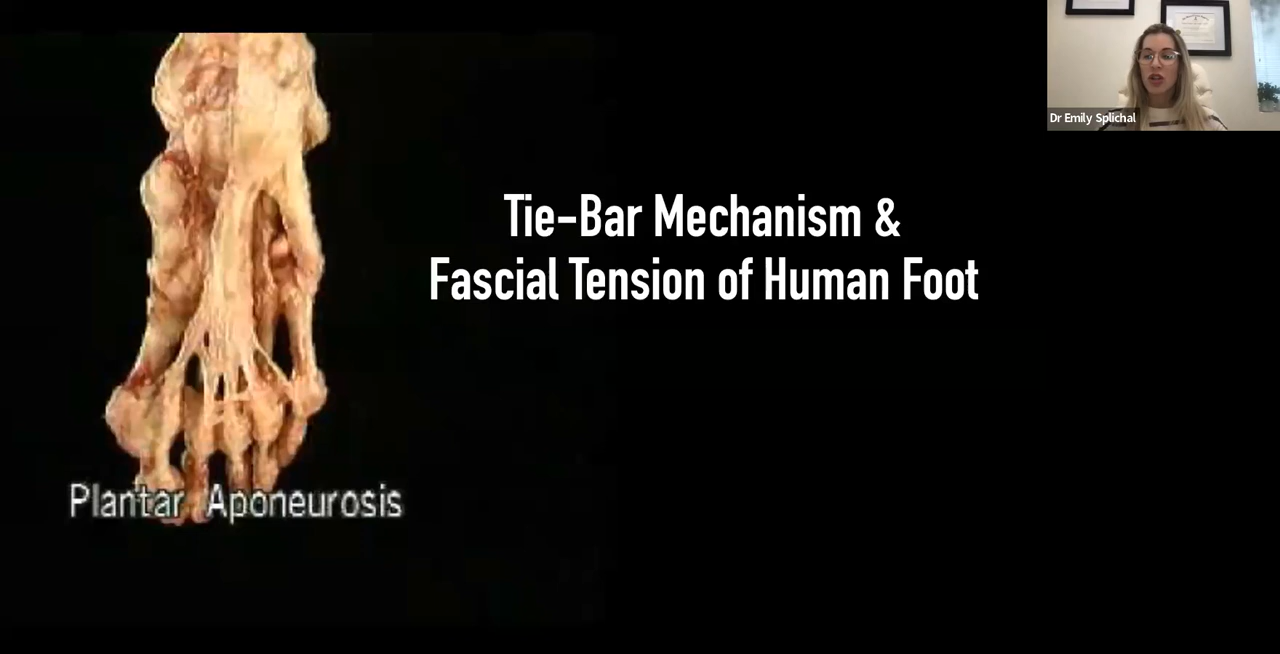 Dr Emily Splichal
Tie-Bar Mechanism &
Fascial Tension of Human Foot
Plantar Aponeurosis